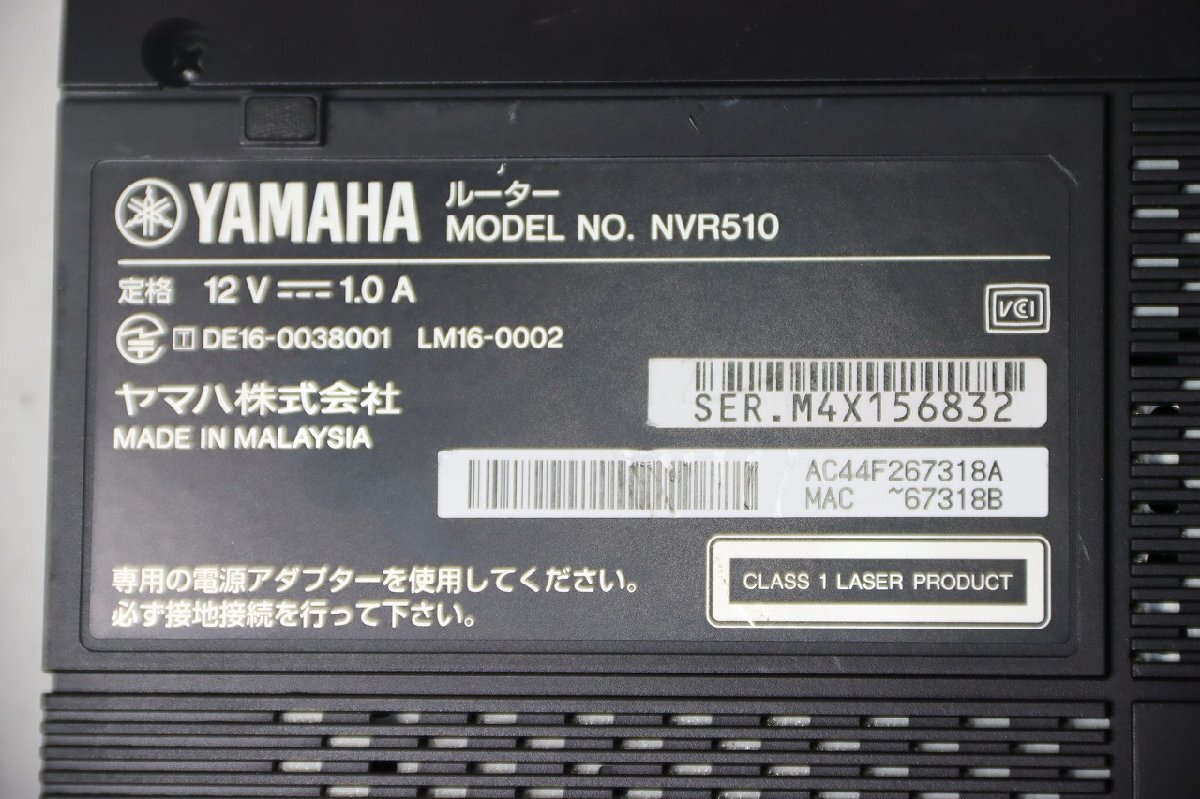 YAMAHA
ルーター
MODEL NO. NVR510
定格 12 V 1.0 A
T DE16-0038001 LM16-0002
VCI
ヤマハ株式会社
MADE IN MALAYSIA
SER.M4X156832
AC44F267318A
MAC ~67318B
専用の電源アダプターを使用してください。
必ず接地接続を行って下さい。
CLASS 1 LASER PRODUCT